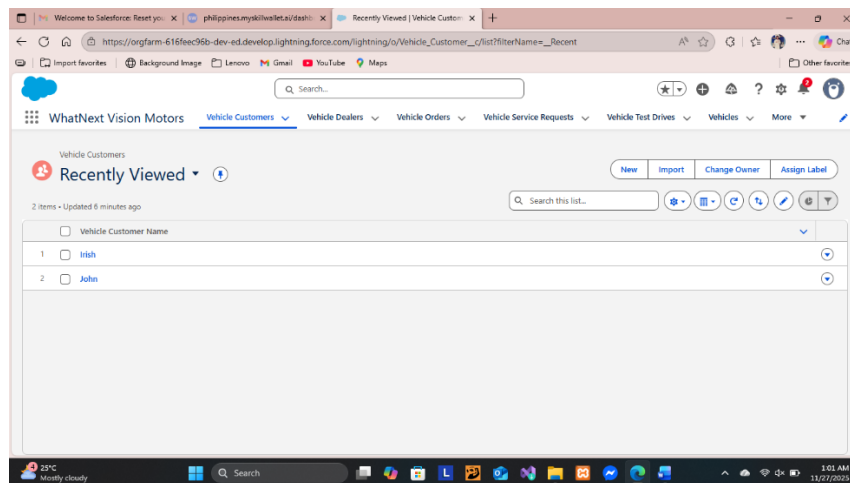 Welcome to Salesforce: Reset you
philippines.myskillwallet.ai/dashb
Recently Viewed | Vehicle Custom
https://orgfarm-616feec96b-dev-ed.develop.lightning.force.com/lightning/o/Vehicle_Customer__c/list?filterName=__Recent
Cha
Import favorites Background Image Lenovo Gmail YouTube Maps Other favorite
Search...
WhatNext Vision Motors Vehicle Customers Vehicle Dealers Vehicle Orders Vehicle Service Requests Vehicle Test Drives Vehicles More
Vehicle Customers
Recently Viewed
New Import Change Owner Assign Label
2 items • Updated 6 minutes ago
Search this list...
Vehicle Customer Name
1 Irish
2 John
25°C
Mostly cloudy
Search
1:01 AM
11/27/2025